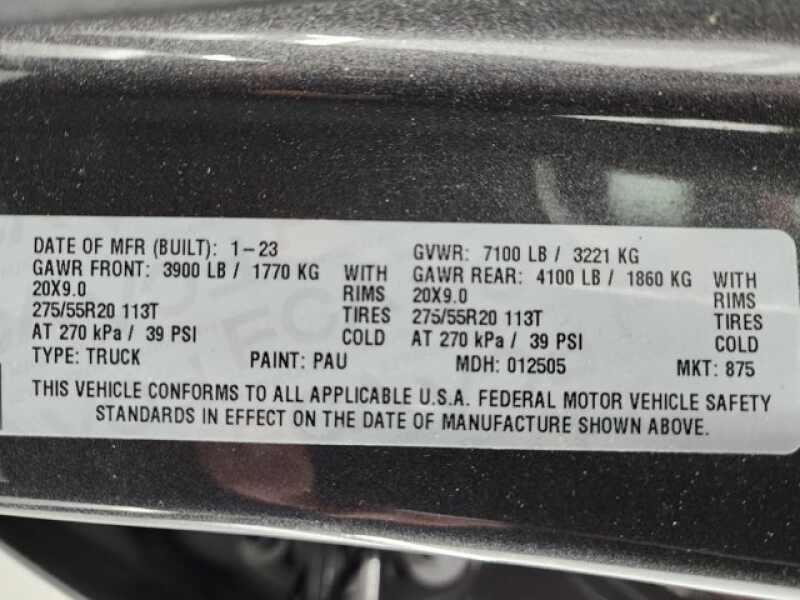 DATE OF MFR (BUILT): 1-23 GVWR: 7100 LB / 3221 KG
GAWR FRONT: 3900 LB / 1770 KG WITH GAWR REAR: 4100 LB / 1860 KG WITH
20X9.0 RIMS 20X9.0 RIMS
275/55R20 113T TIRES 275/55R20 113T TIRES
AT 270 kPa / 39 PSI COLD AT 270 kPa / 39 PSI COLD
TYPE: TRUCK PAINT: PAU MDH: 012505 MKT: 875
THIS VEHICLE CONFORMS TO ALL APPLICABLE U.S.A. FEDERAL MOTOR VEHICLE SAFETY
STANDARDS IN EFFECT ON THE DATE OF MANUFACTURE SHOWN ABOVE.